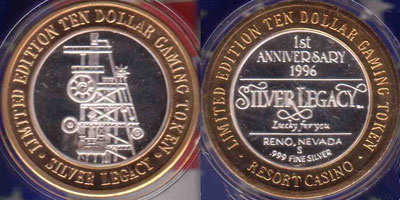 LIMITED EDITION TEN DOLLAR GAMING TOKEN
• SILVER LEGACY •
LIMITED EDITION TEN DOLLAR GAMING TOKEN
1st
ANNIVERSARY
1996
SILVER LEGACY
Lucky for you
RENO, NEVADA
S
.999 FINE SILVER
• RESORT CASINO •